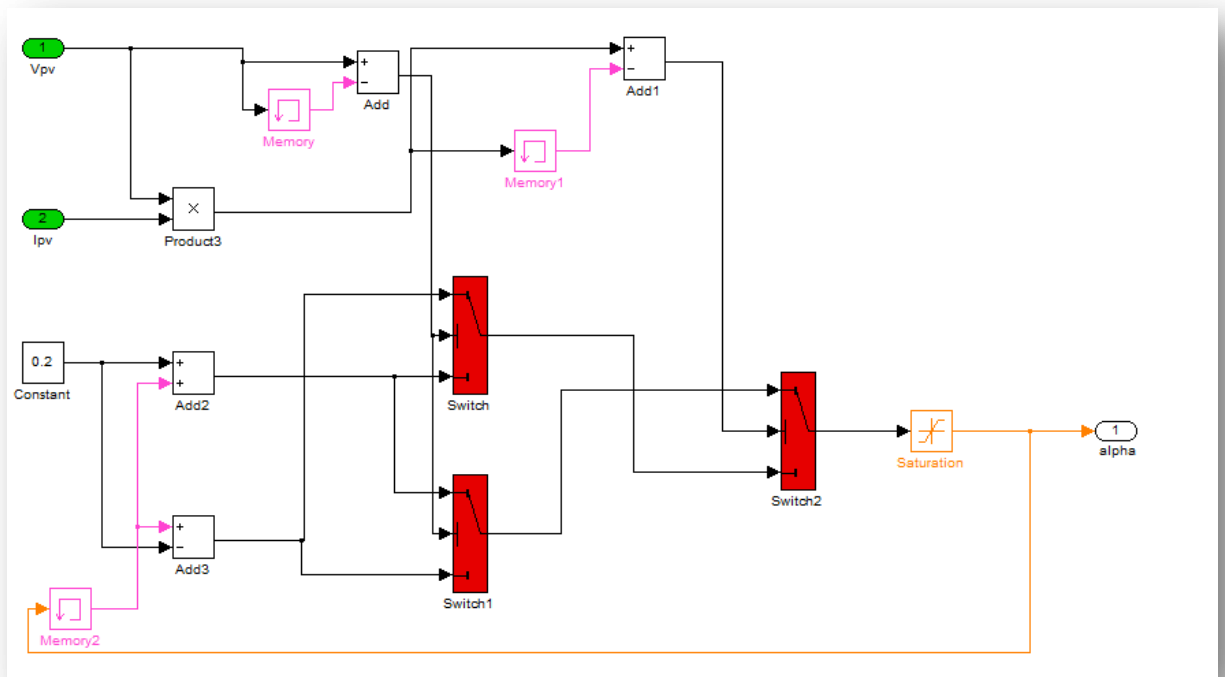 1
Vpv
+
−
Add
Memory
+
−
Add1
Memory1
×
Product3
2
Ipv
0.2
Constant
+
+
Add2
Switch
+
−
Add3
Switch1
Memory2
Switch2
Saturation
1
alpha